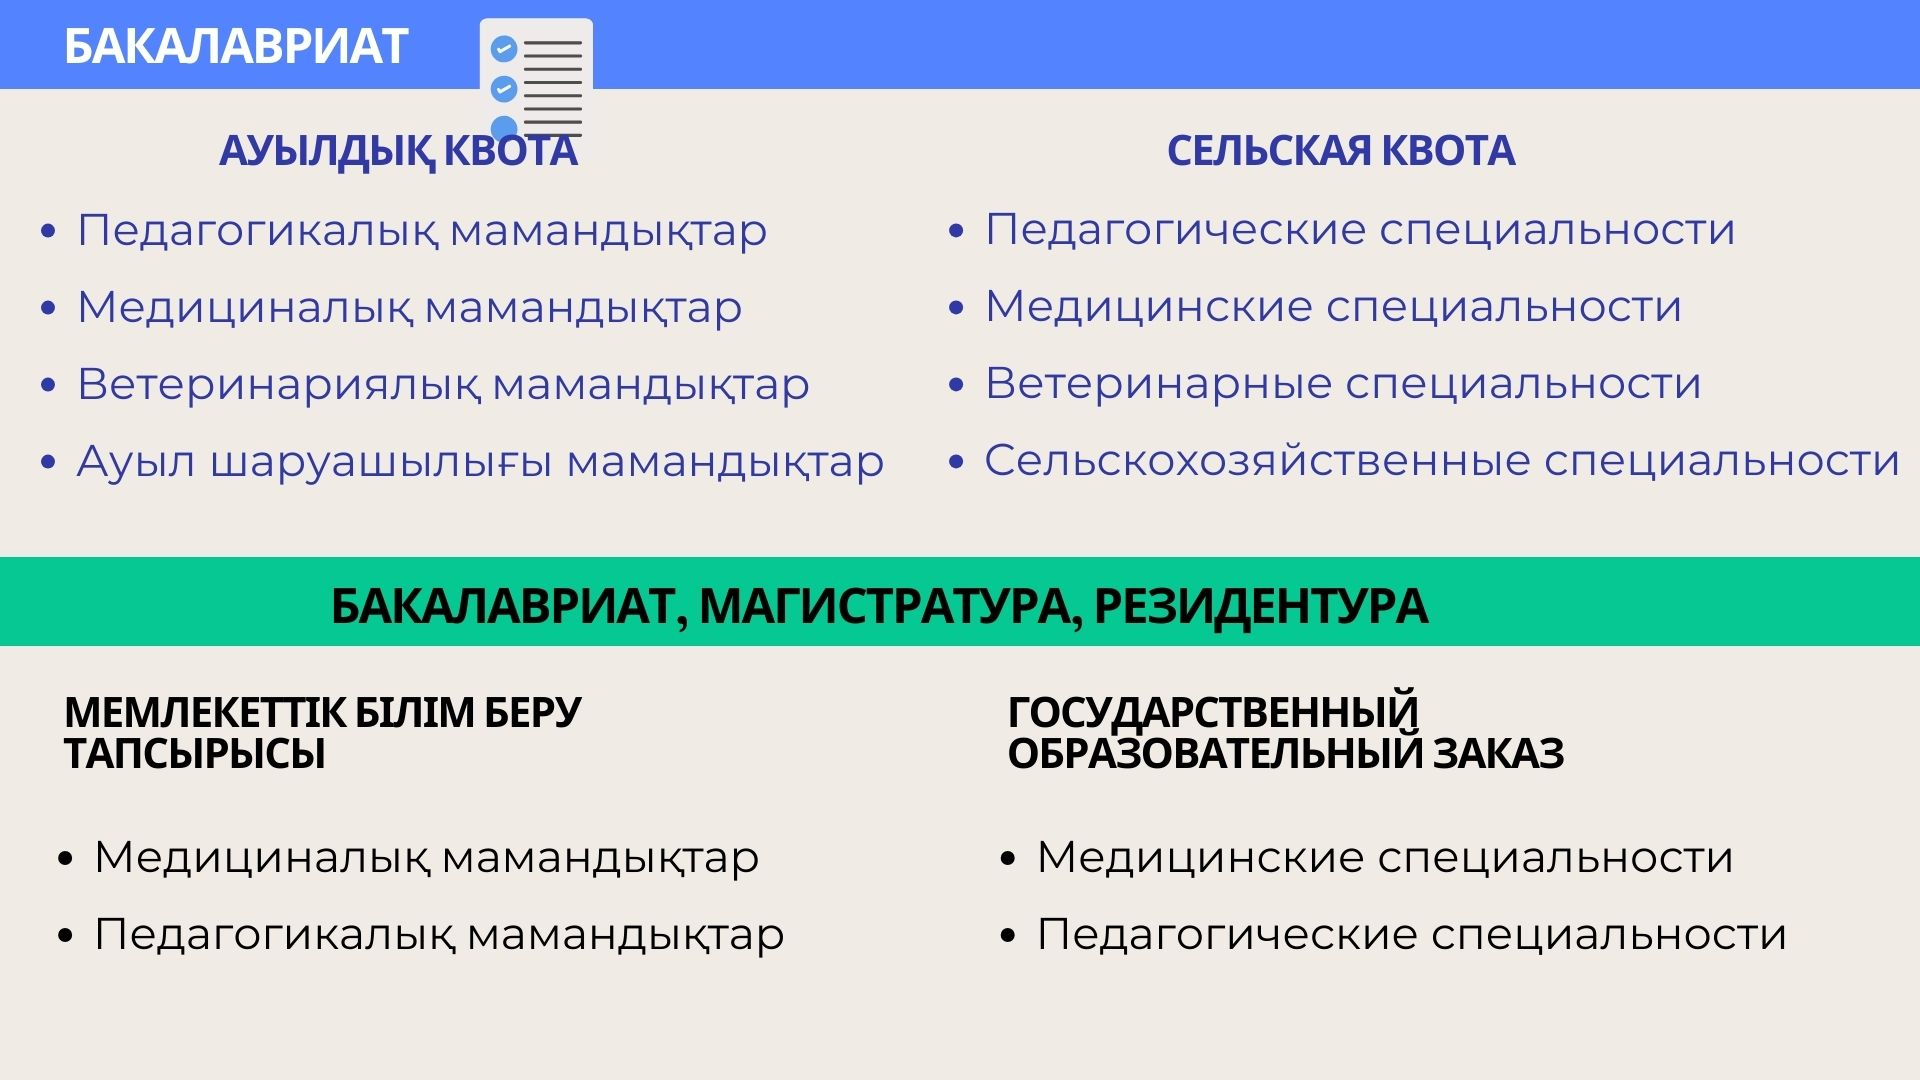 БАКАЛАВРИАТ
АУЫЛДЫҚ КВОТА
• Педагогикалық мамандықтар
• Медициналық мамандықтар
• Ветеринариялық мамандықтар
• Ауыл шаруашылығы мамандықтар
СЕЛЬСКАЯ КВОТА
• Педагогические специальности
• Медицинские специальности
• Ветеринарные специальности
• Сельскохозяйственные специальности
БАКАЛАВРИАТ, МАГИСТРАТУРА, РЕЗИДЕНТУРА
МЕМЛЕКЕТТІК БІЛІМ БЕРУ
ТАПСЫРЫСЫ
• Медициналық мамандықтар
• Педагогикалық мамандықтар
ГОСУДАРСТВЕННЫЙ
ОБРАЗОВАТЕЛЬНЫЙ ЗАКАЗ
• Медицинские специальности
• Педагогические специальности